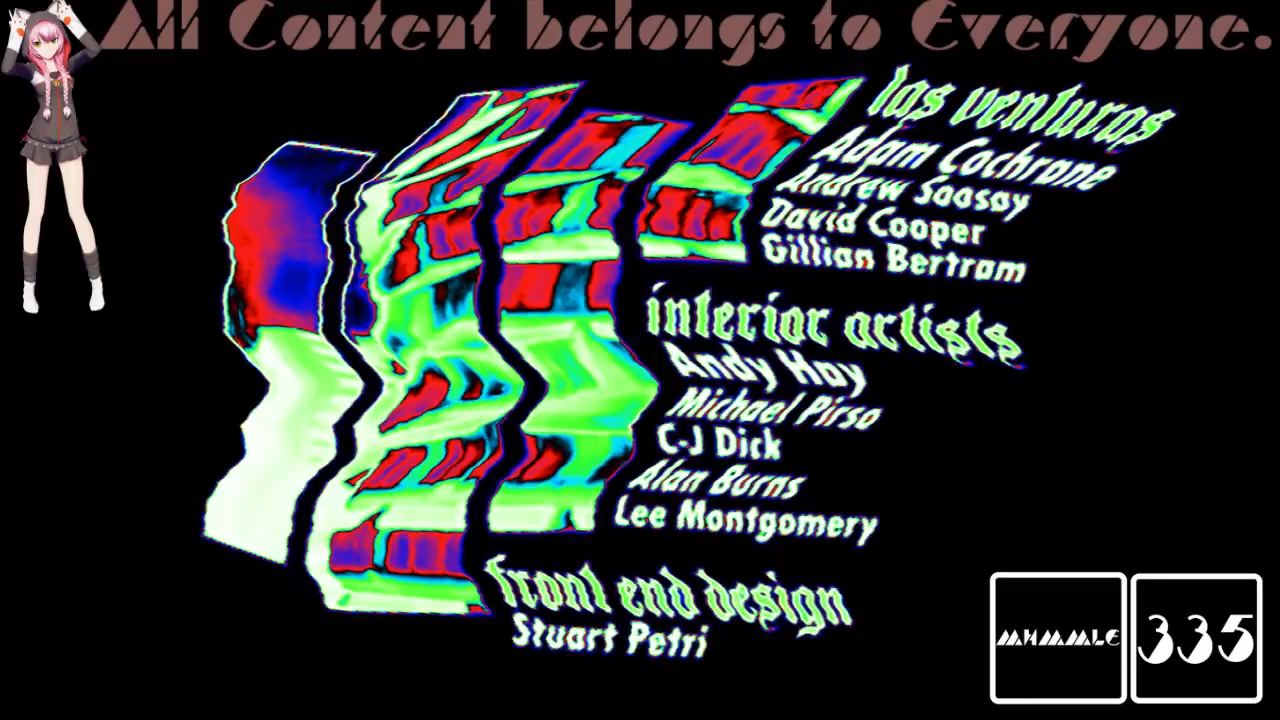 All Content belongs to Everyone.
las venturas
Adam Cochrane
Andrew Soosay
David Cooper
Gillian Bertram
interior artists
Andy Hay
Michael Pirso
C-J Dick
Alan Burns
Lee Montgomery
front end design
Stuart Petri
MHMMLE
335